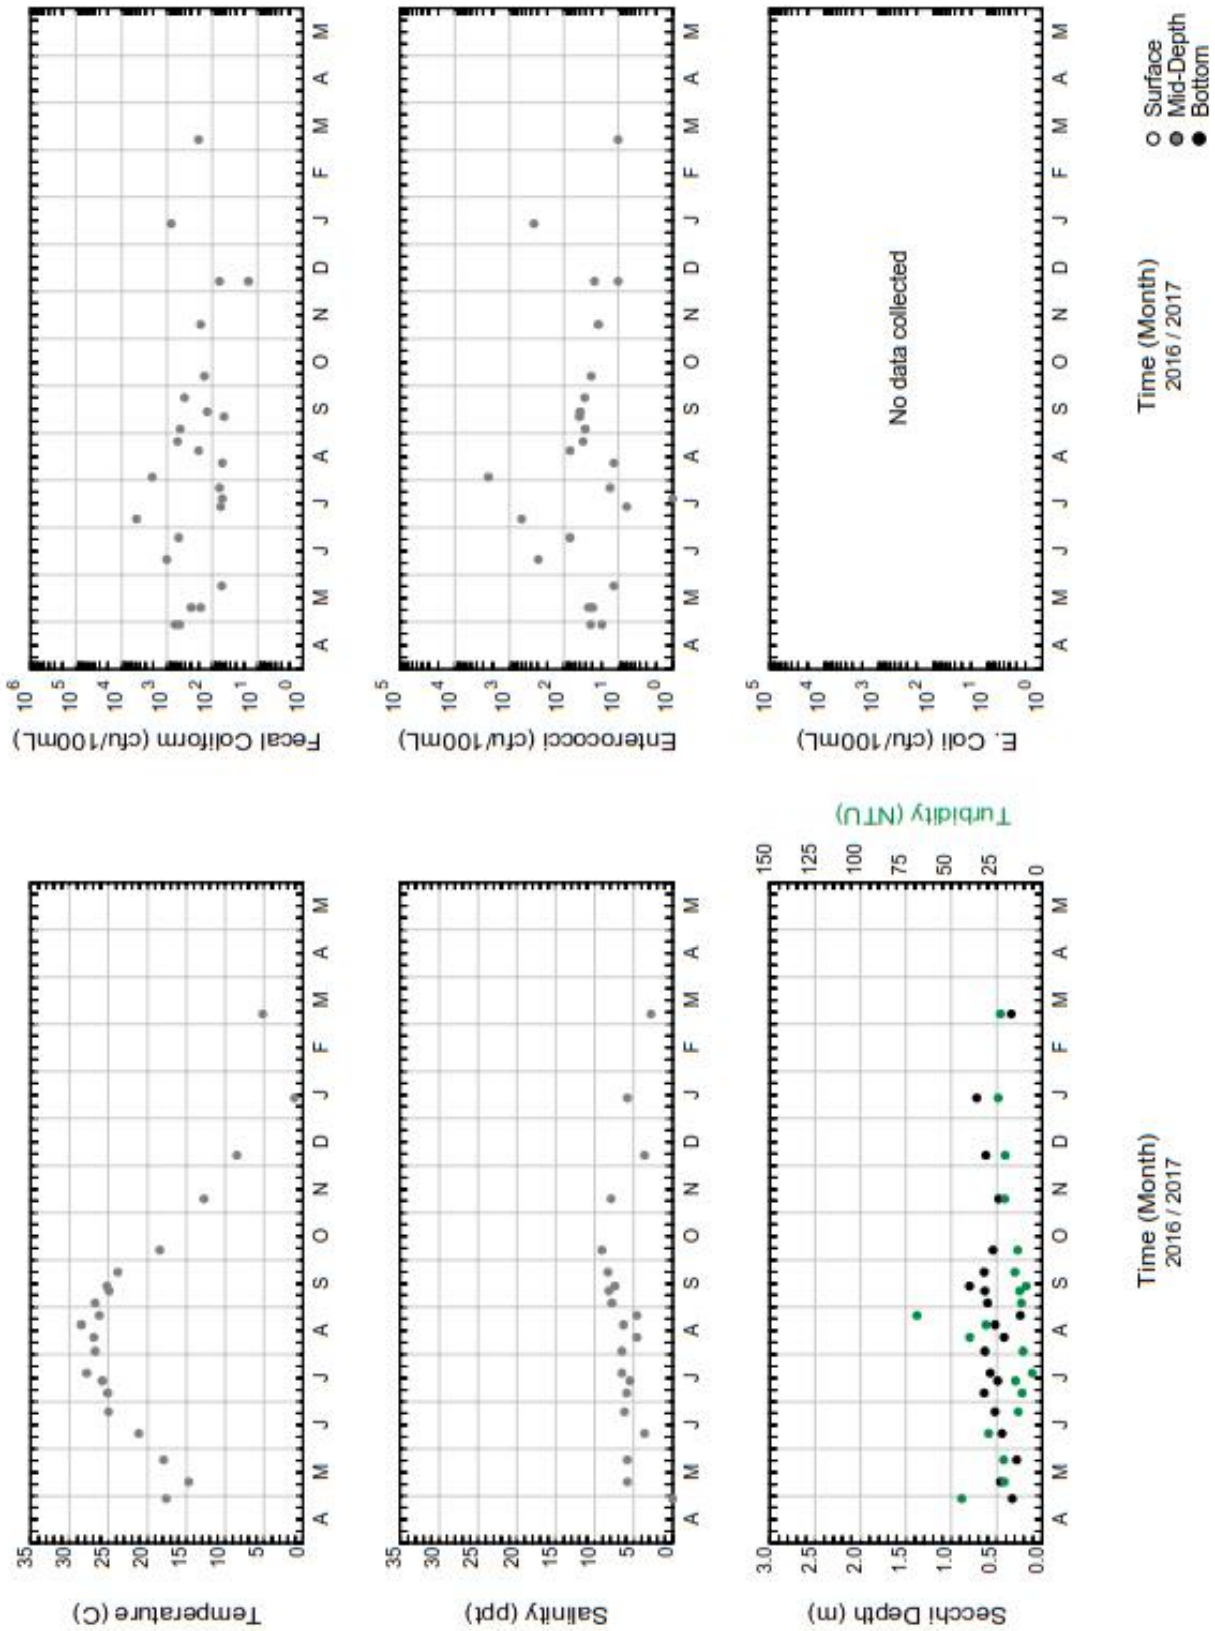 Temperature (C)
35
30
25
20
15
10
5
0
A M J J A S O N D J F M A M
Fecal Coliform (cfu/100mL)
10 6
10 4
10 3
10 2
10 1
10 0
A M J J A S O N D J F M A M
Salinity (ppt)
35
30
25
20
15
10
5
0
A M J J A S O N D J F M A M
Enterococci (cfu/100mL)
10 5
10 4
10 3
10 2
10 1
10 0
A M J J A S O N D J F M A M
Secchi Depth (m)
3.0
2.5
2.0
1.5
1.0
0.5
0.0
Turbidity (NTU)
150
125
100
75
50
25
0
A M J J A S O N D J F M A M
E. Coli (cfu/100mL)
10 5
10 4
10 3
10 2
10 1
10 0
No data collected
A M J J A S O N D J F M A M
Time (Month)
2016 / 2017
Time (Month)
2016 / 2017
Surface
Mid-Depth
Bottom